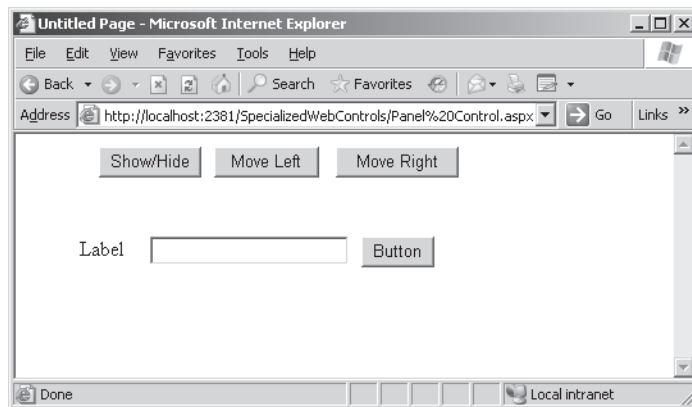 Untitled Page - Microsoft Internet Explorer
File Edit View Favorites Tools Help
Back Search Favorites
Address http://localhost:2381/SpecializedWebControls/Panel%20Control.aspx Go Links »
Show/Hide Move Left Move Right
Label Button
Done Local intranet